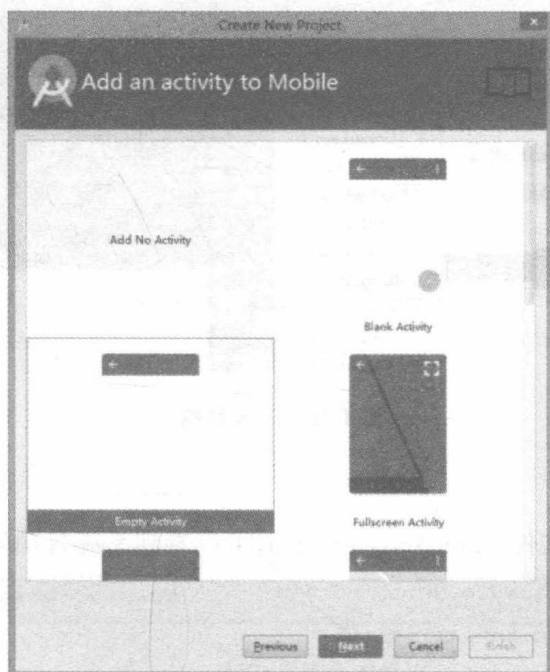 Create New Project
Add an activity to Mobile
Add No Activity
Blank Activity
Empty Activity
Fullscreen Activity
Previous
Next
Cancel
Finish